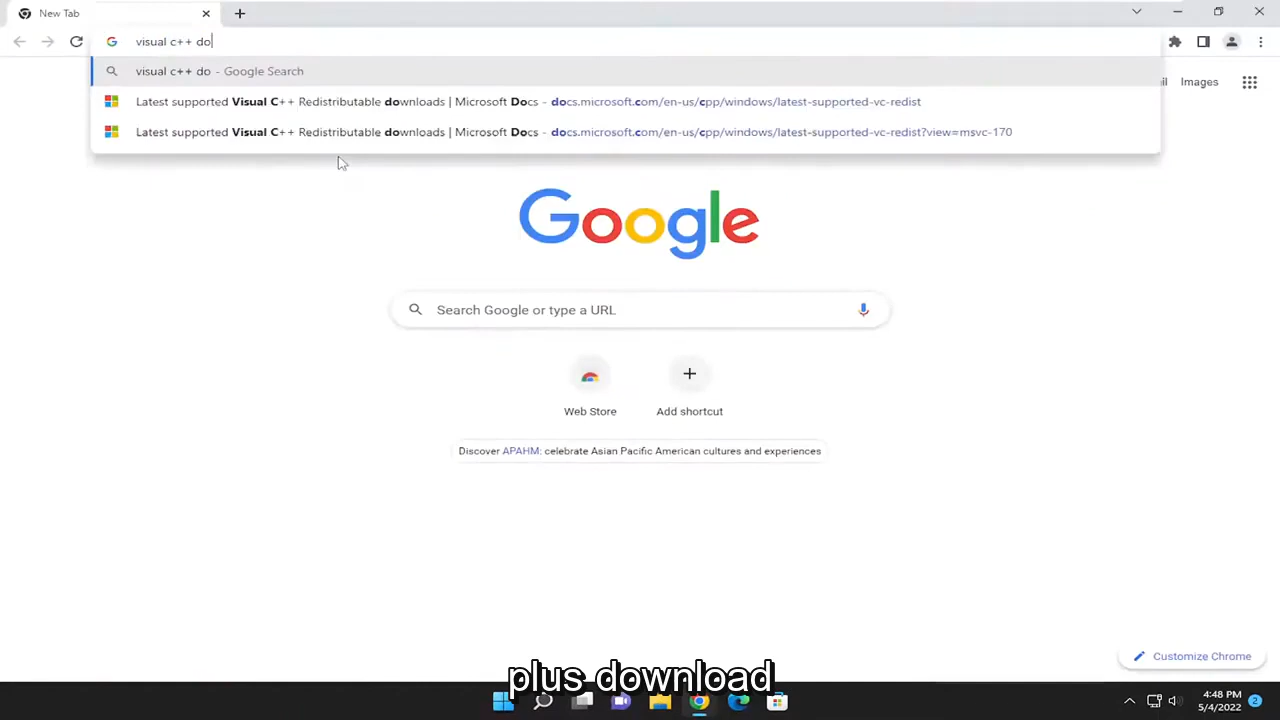 New Tab
visual c++ do
visual c++ do - Google Search
Latest supported Visual C++ Redistributable downloads | Microsoft Docs - docs.microsoft.com/en-us/cpp/windows/latest-supported-vc-redist
Latest supported Visual C++ Redistributable downloads | Microsoft Docs - docs.microsoft.com/en-us/cpp/windows/latest-supported-vc-redist?view=msvc-170
Images
Google
Search Google or type a URL
Web Store
Add shortcut
Discover APAHM: celebrate Asian Pacific American cultures and experiences
Customize Chrome
plus download
4:48 PM
5/4/2022
2